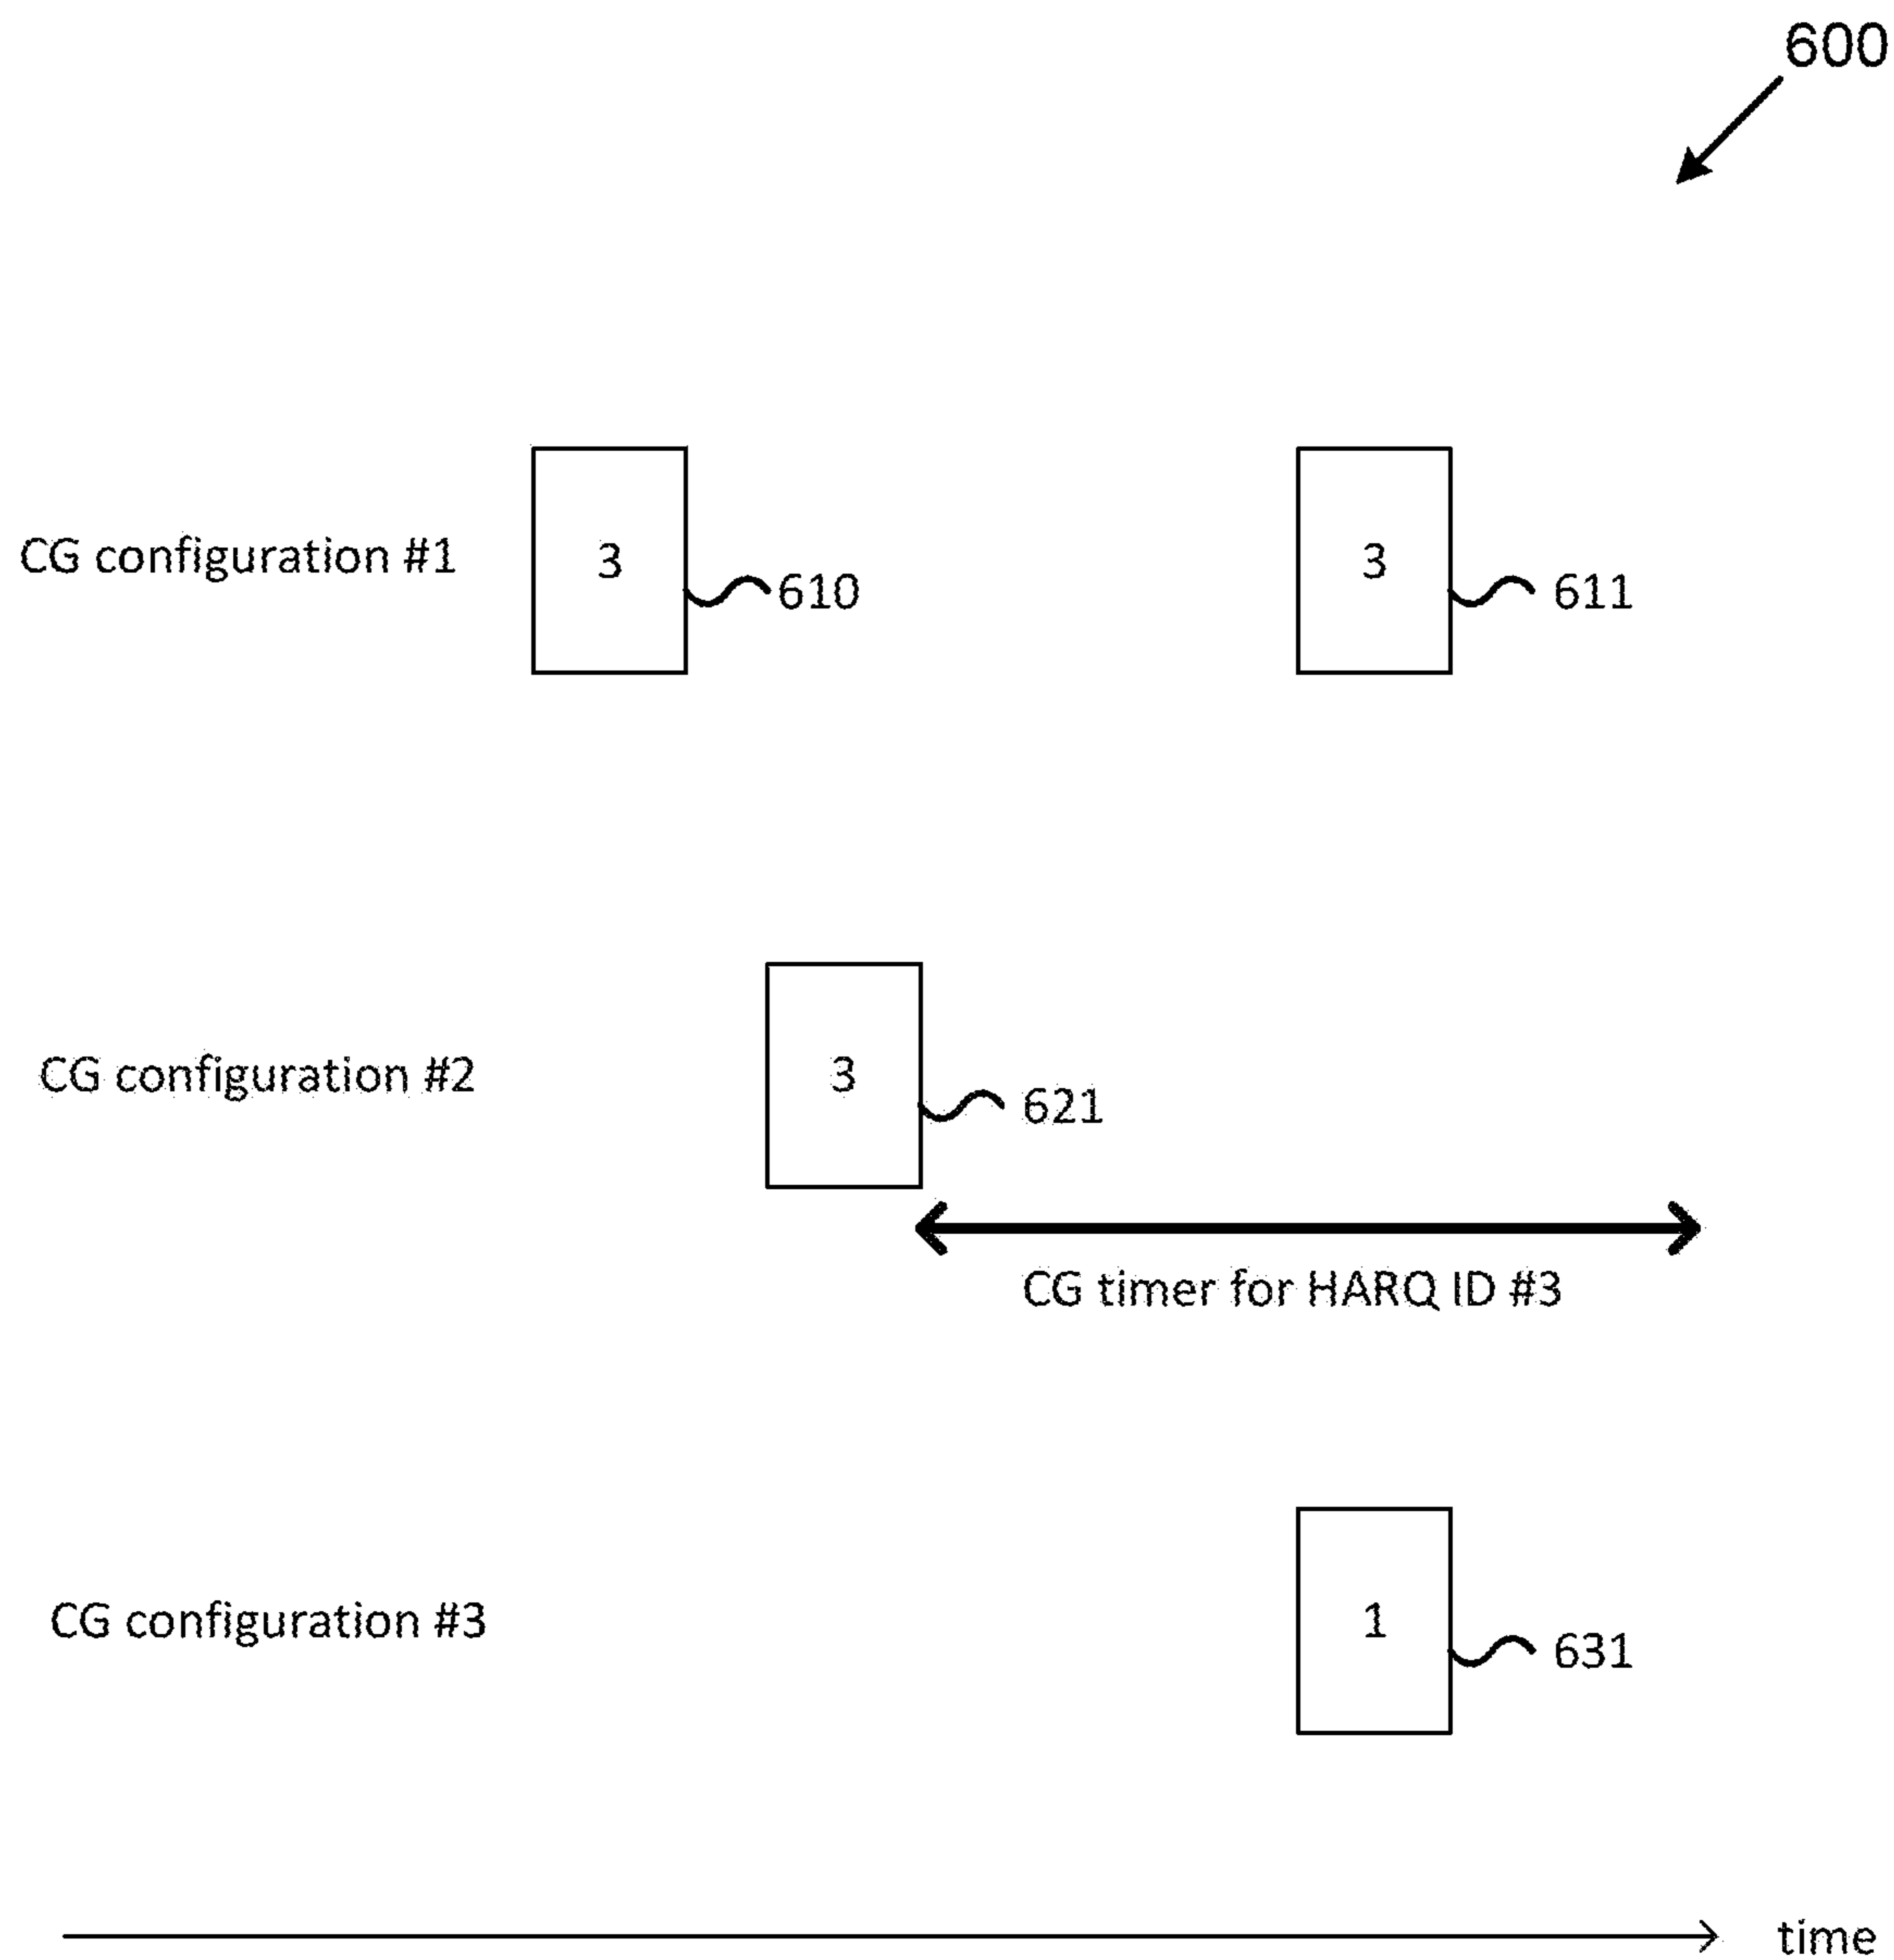 600
CG configuration #1
3
610
3
611
CG configuration #2
3
621
CG timer for HARQ ID #3
CG configuration #3
1
631
time